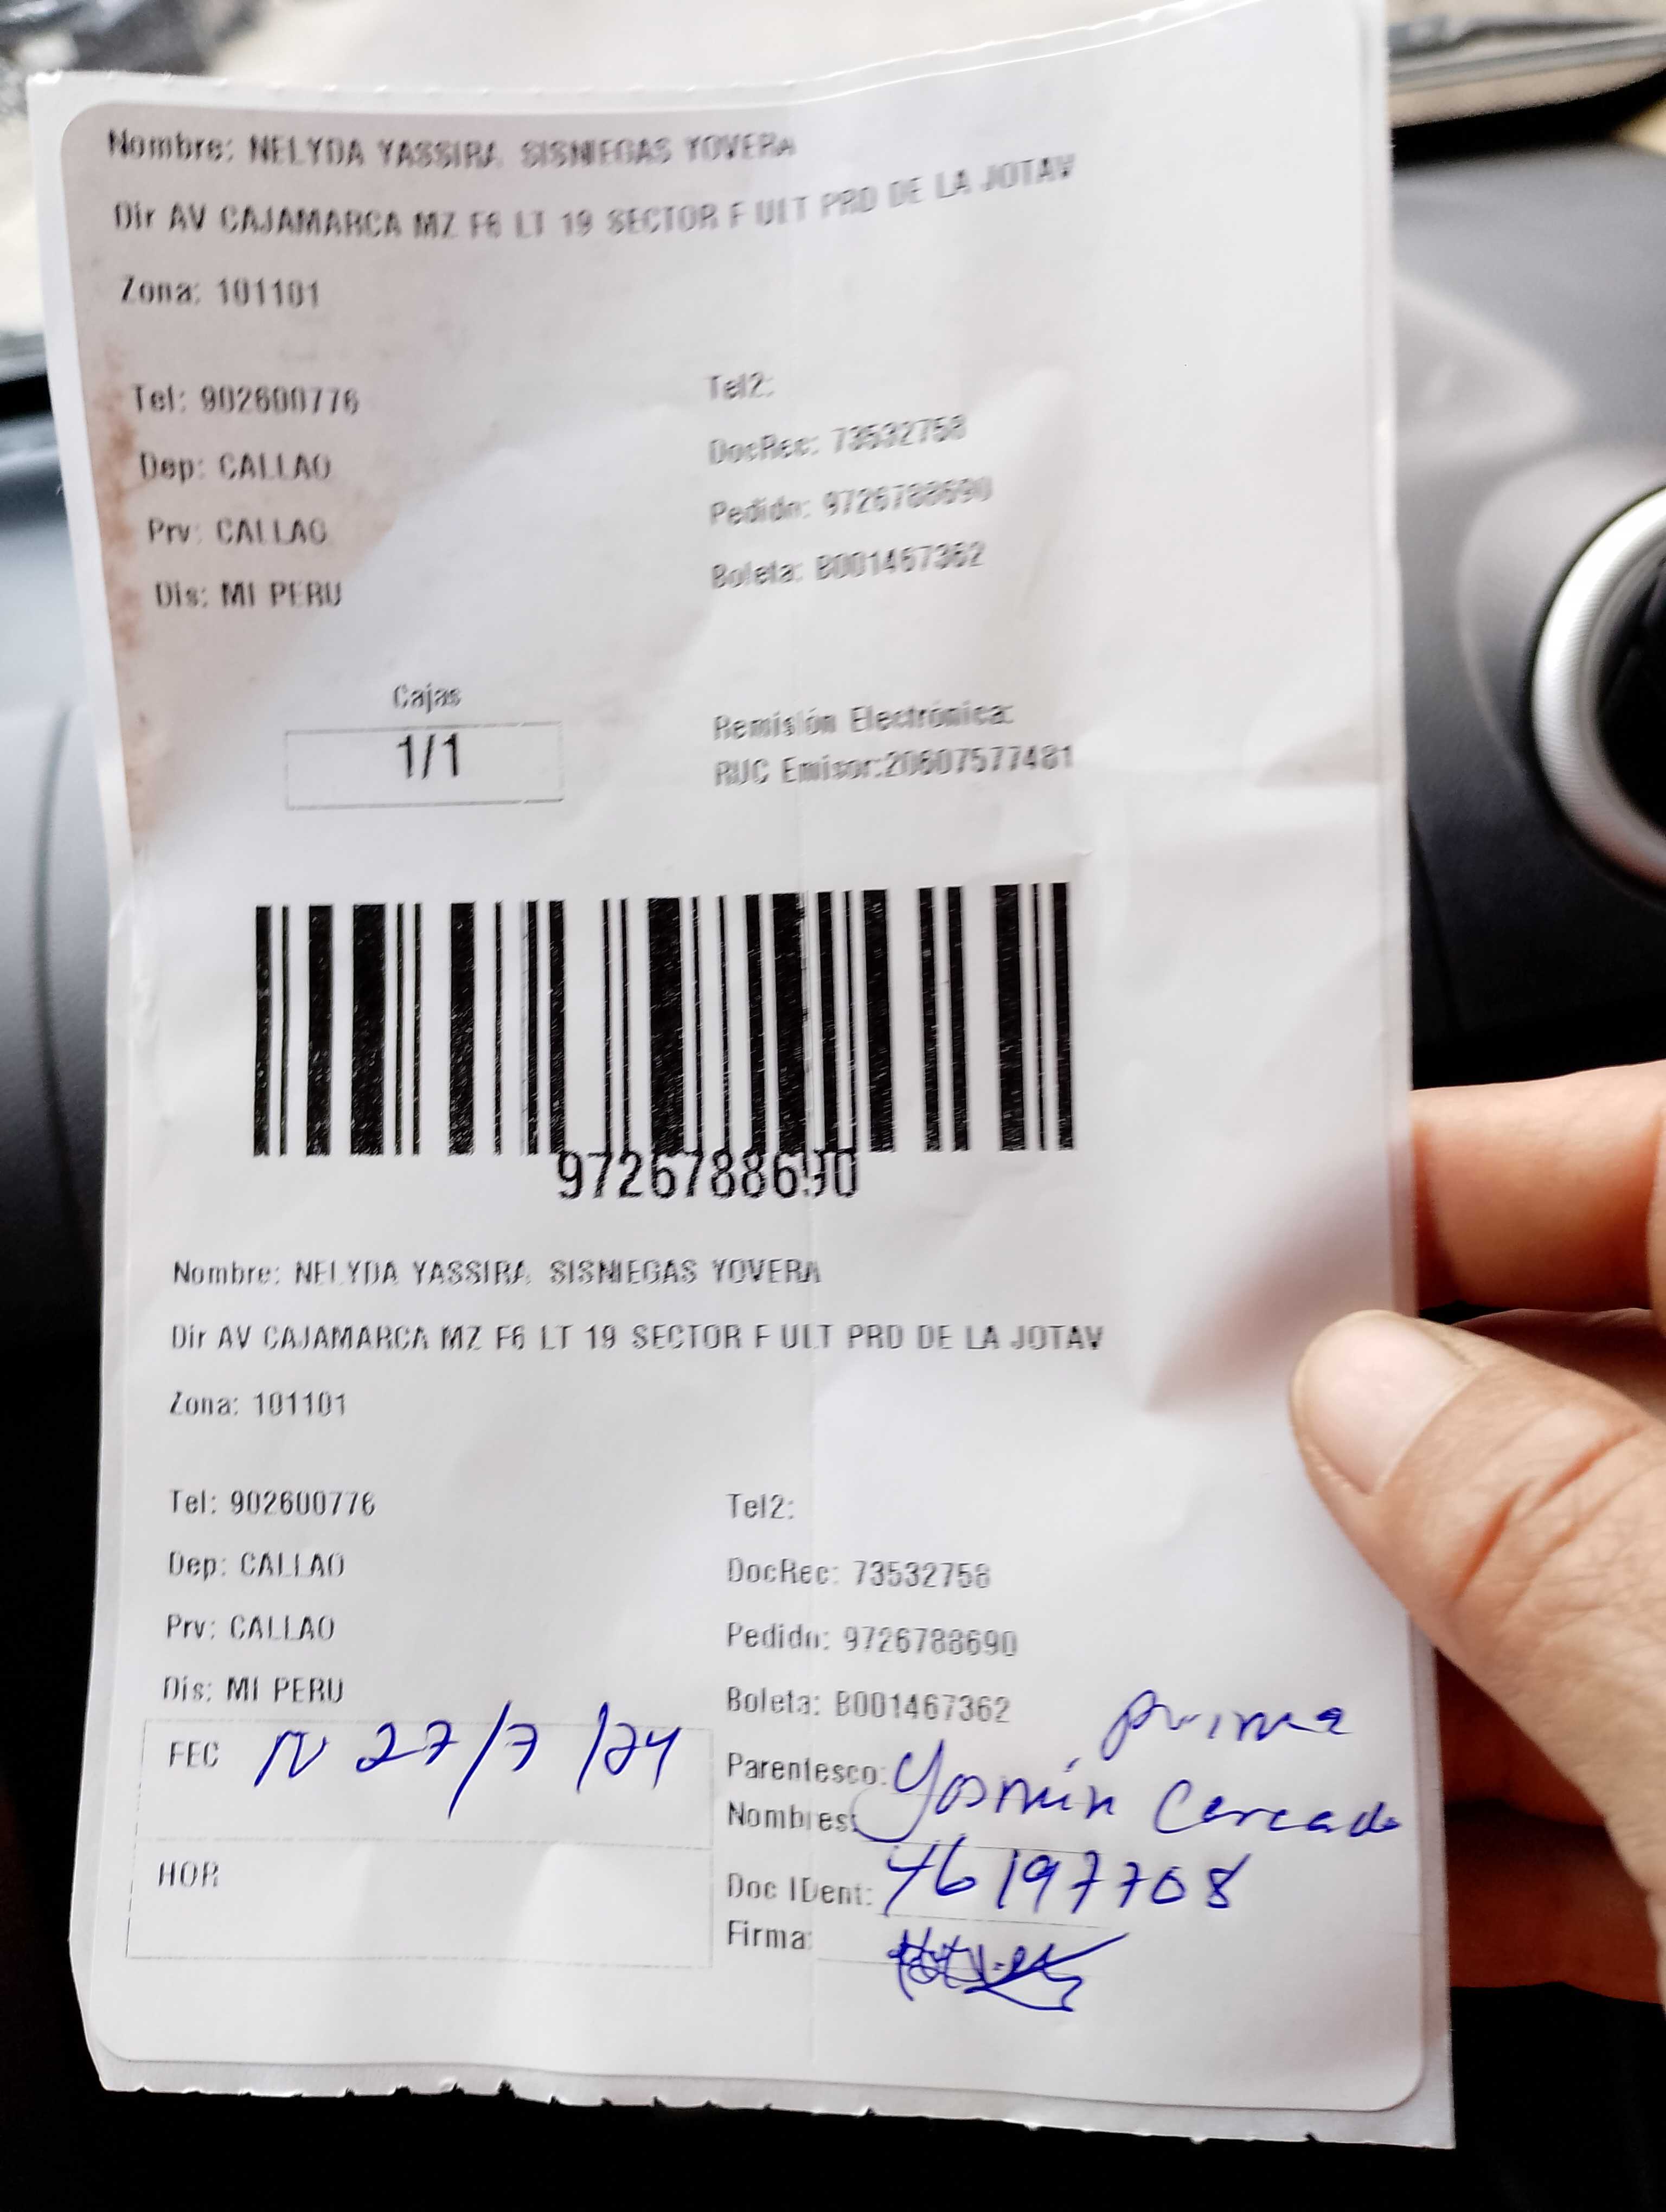 Nombre: NELYDA YASSIRA SISNIEGAS YOVERA
Dir AV CAJAMARCA MZ F6 LT 19 SECTOR F ULT PRD DE LA JOTAV
Zona: 101101
Tel: 902600776
Tel2:
DocRec: 73532758
Dep: CALLAO
Pedido: 9726788690
Prv: CALLAO
Boleta: B001467362
Dis: MI PERU
Cajas
1/1
Remisión Electrónica:
RUC Emisor:20607577481
9726788690
Nombre: NELYDA YASSIRA SISNIEGAS YOVERA
Dir AV CAJAMARCA MZ F6 LT 19 SECTOR F ULT PRD DE LA JOTAV
Zona: 101101
Tel: 902600776
Tel2:
Dep: CALLAO
DocRec: 73532758
Prv: CALLAO
Pedido: 9726788690
Dis: MI PERU
Boleta: B001467362
FEC 27/7/24
Parentesco: prima
Nombres: Yosmin Cercado
HOR
Doc IDent: 46197708
Firma: